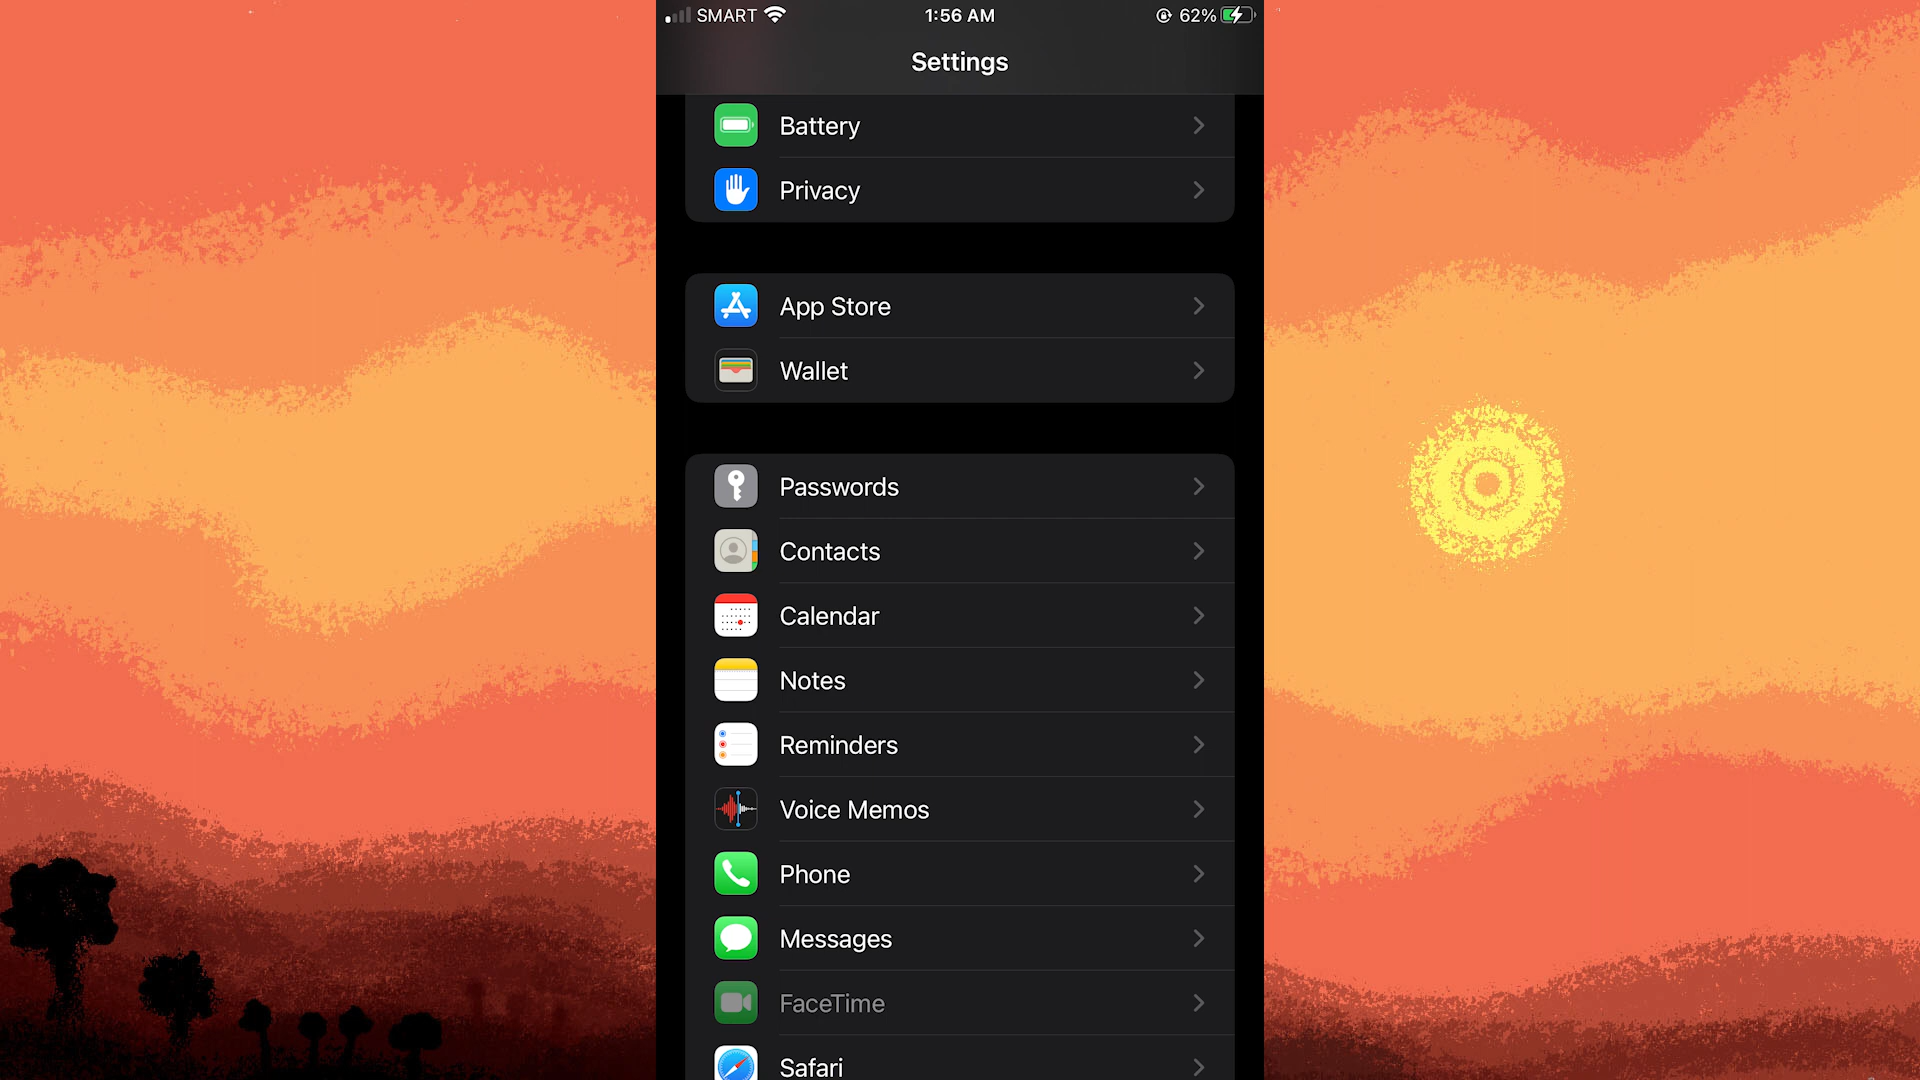 SMART 1:56 AM 62%
Settings
Battery
Privacy
App Store
Wallet
Passwords
Contacts
Calendar
Notes
Reminders
Voice Memos
Phone
Messages
FaceTime
Safari